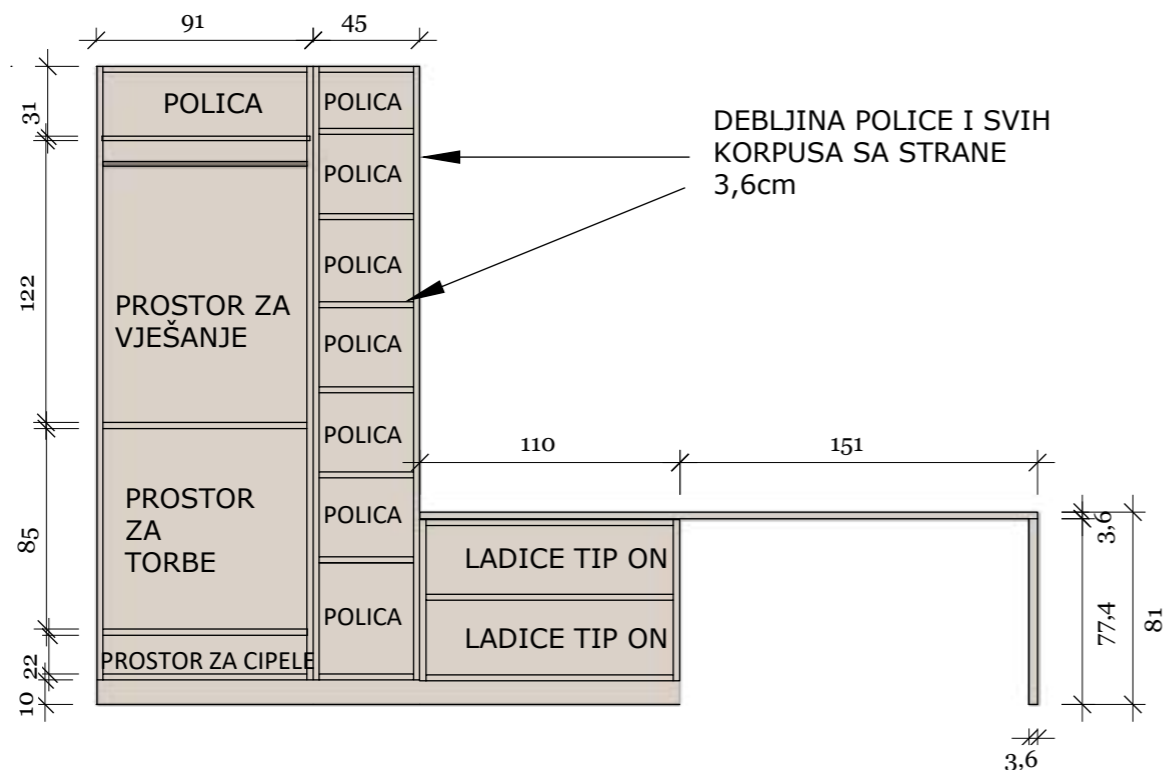 91
45
POLICA
POLICA
31
DEBLJINA POLICE I SVIH
KORPUSA SA STRANE
3,6cm
POLICA
POLICA
122
PROSTOR ZA
VJEŠANJE
POLICA
POLICA
110
151
PROSTOR
ZA
TORBE
POLICA
3,6
85
LADICE TIP ON
77,4
81
POLICA
LADICE TIP ON
22
PROSTOR ZA CIPELE
10
3,6